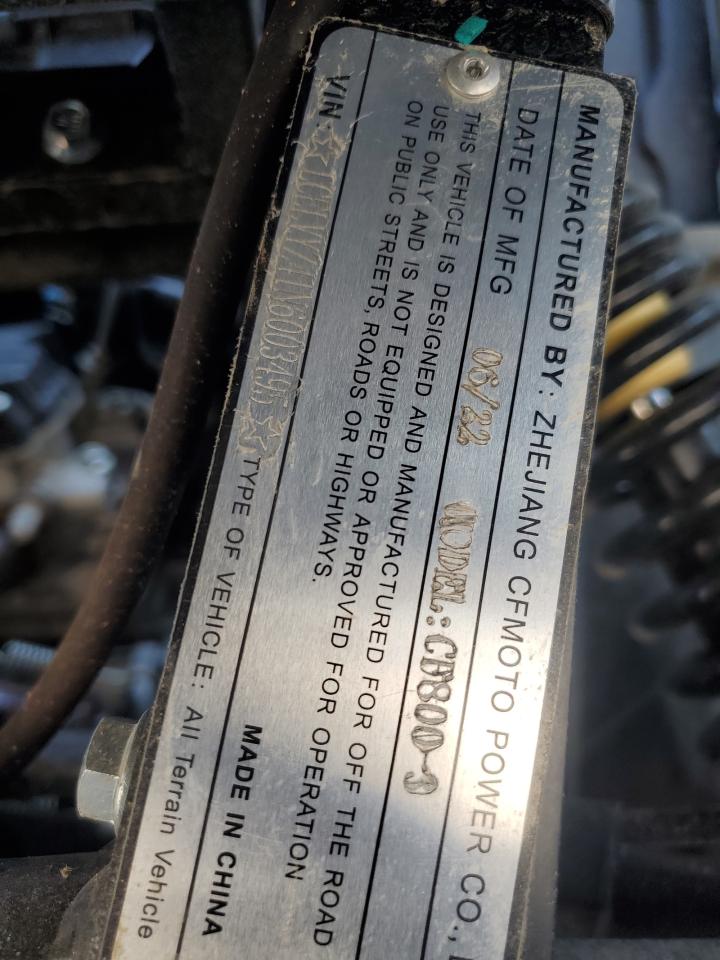 MANUFACTURED BY: ZHEJIANG CFMOTO POWER CO.,
DATE OF MFG 06/22 MODEL:CF800-3
THIS VEHICLE IS DESIGNED AND MANUFACTURED FOR OFF THE ROAD
USE ONLY AND IS NOT EQUIPPED OR APPROVED FOR OPERATION
ON PUBLIC STREETS, ROADS OR HIGHWAYS.
MADE IN CHINA
VIN: TYPE OF VEHICLE: All Terrain Vehicle